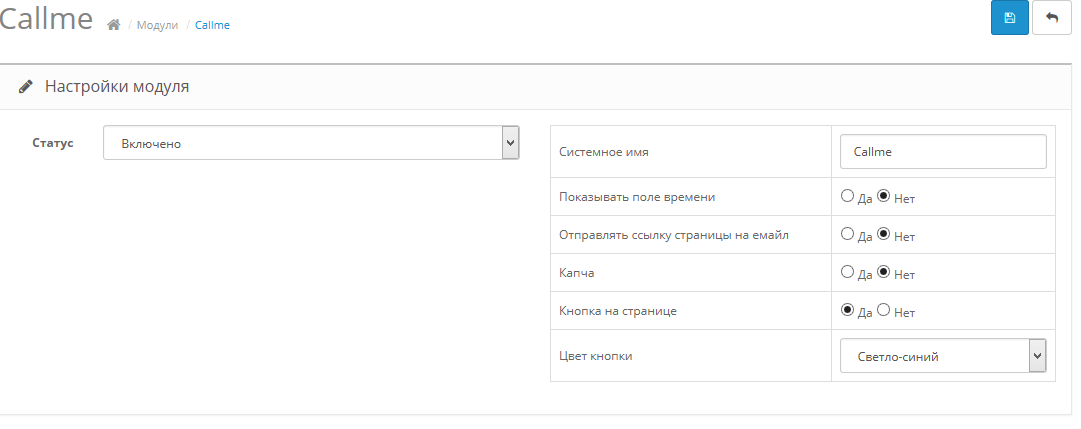 Callme / Модули / Callme
Настройки модуля
Статус Включено
Системное имя Callme
Показывать поле времени Да Нет
Отправлять ссылку страницы на емайл Да Нет
Капча Да Нет
Кнопка на странице Да Нет
Цвет кнопки Светло-синий